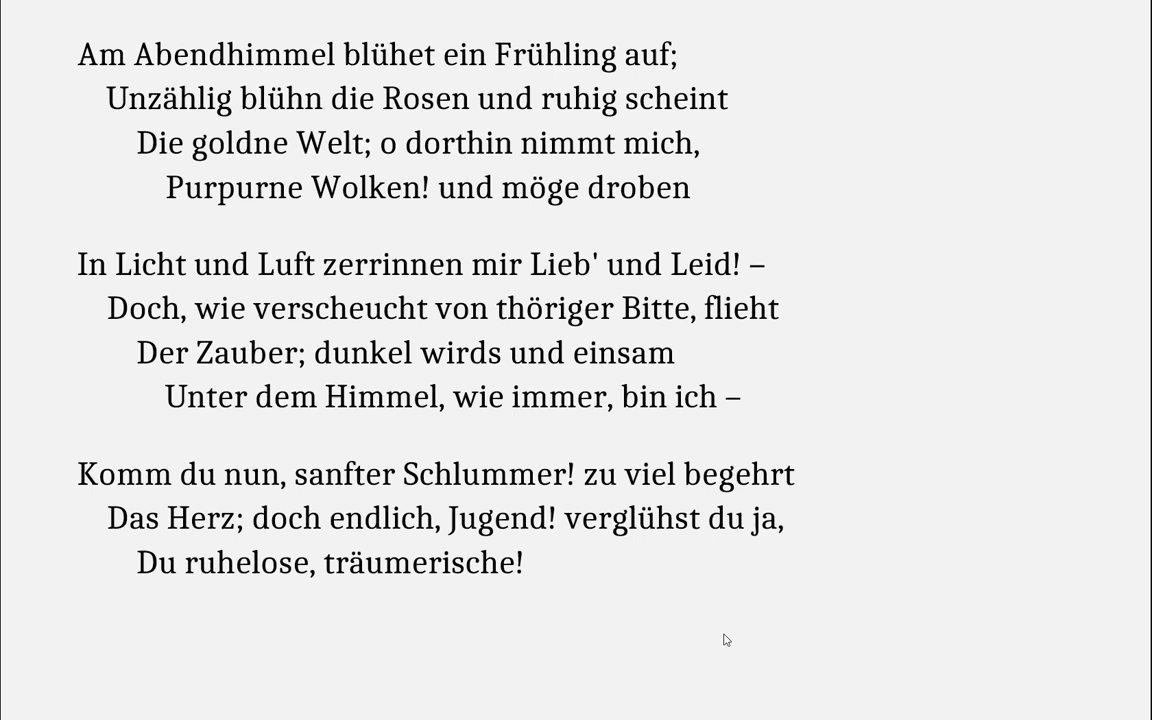 Am Abendhimmel blühet ein Frühling auf;
Unzählig blühn die Rosen und ruhig scheint
Die goldne Welt; o dorthin nimmt mich,
Purpurne Wolken! und möge droben
In Licht und Luft zerrinnen mir Lieb' und Leid! –
Doch, wie verscheucht von thöriger Bitte, flieht
Der Zauber; dunkel wirds und einsam
Unter dem Himmel, wie immer, bin ich –
Komm du nun, sanfter Schlummer! zu viel begehrt
Das Herz; doch endlich, Jugend! verglühst du ja,
Du ruhelose, träumerische!